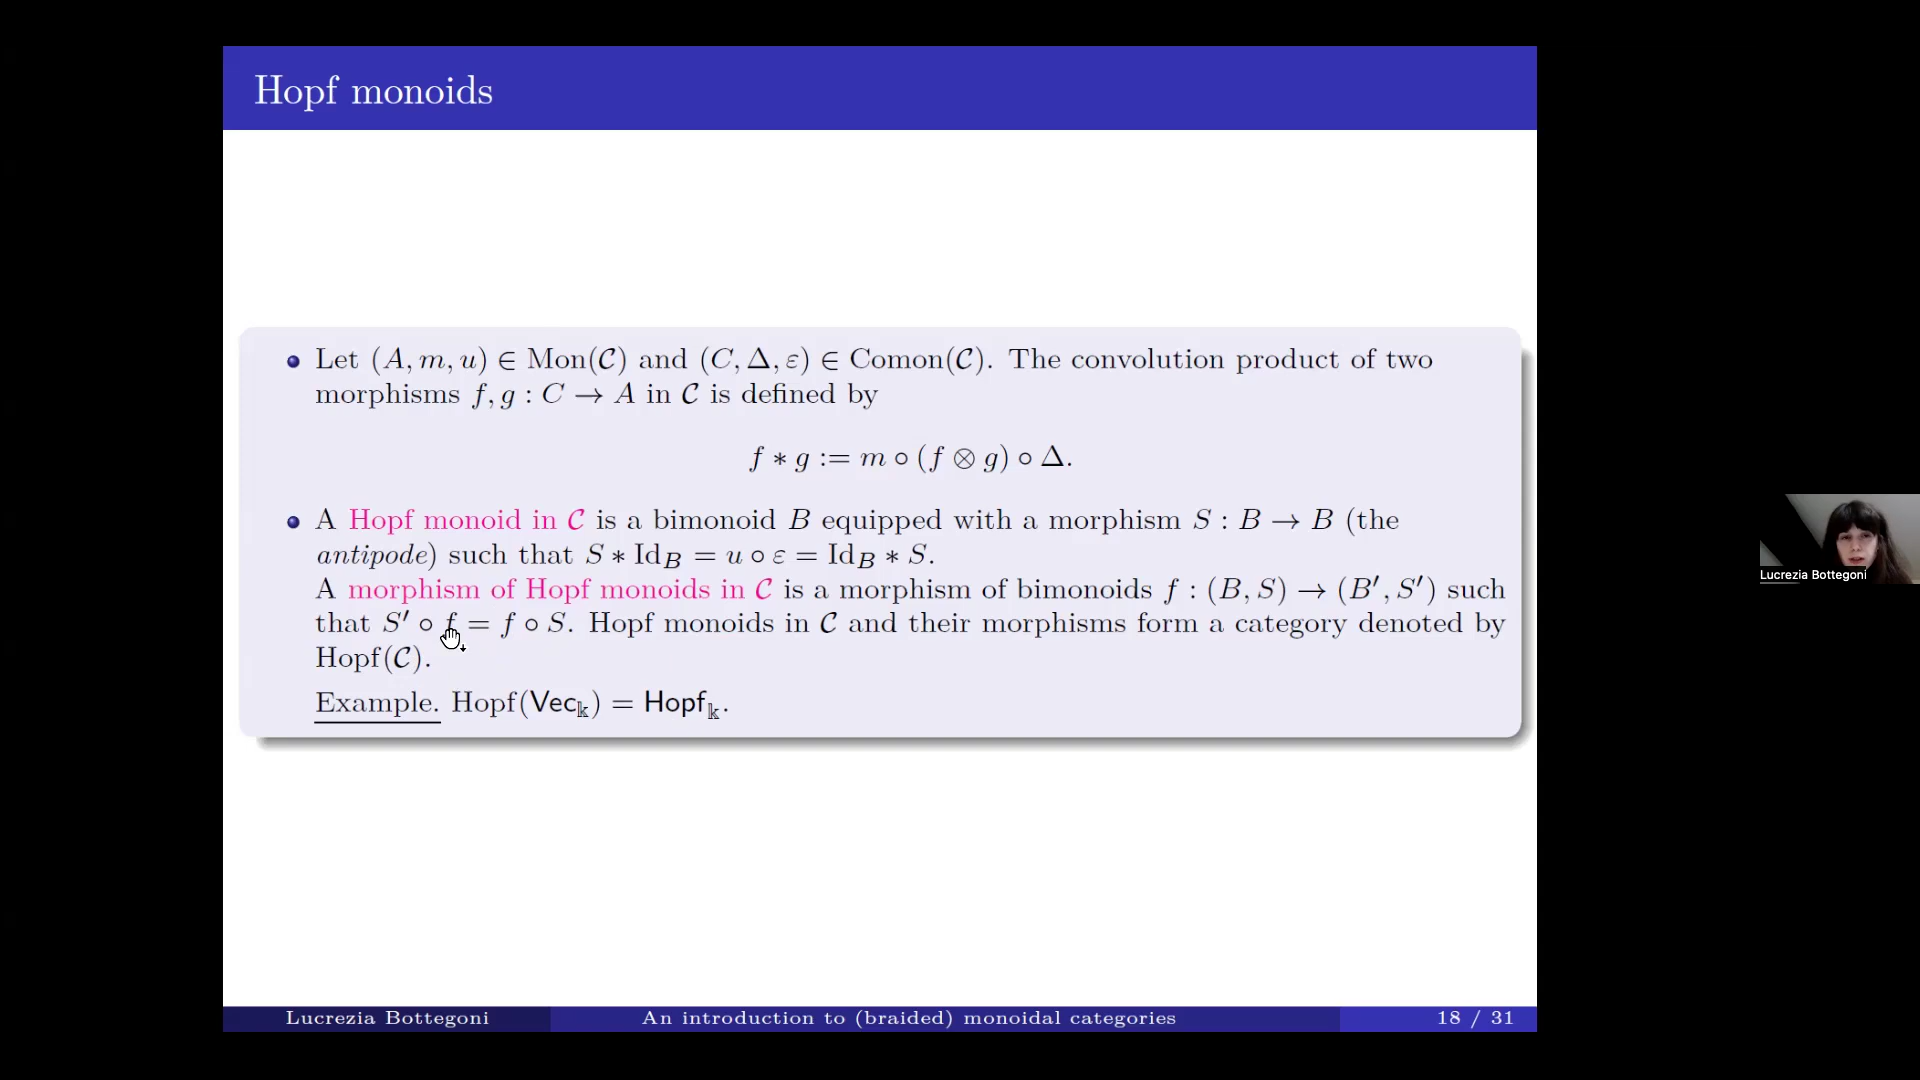 Hopf monoids
Let (A, m, u) ∈ Mon(𝒞) and (C, Δ, ε) ∈ Comon(𝒞). The convolution product of two
morphisms f, g : C → A in 𝒞 is defined by
f ∗ g := m ∘ (f ⊗ g) ∘ Δ.
A Hopf monoid in 𝒞 is a bimonoid B equipped with a morphism S : B → B (the
antipode) such that S ∗ Id_B = u ∘ ε = Id_B ∗ S.
A morphism of Hopf monoids in 𝒞 is a morphism of bimonoids f : (B, S) → (B′, S′) such
that S′ ∘ f = f ∘ S. Hopf monoids in 𝒞 and their morphisms form a category denoted by
Hopf(𝒞).
Example. Hopf(Vec_𝕜) = Hopf_𝕜.
Lucrezia Bottegoni
Lucrezia Bottegoni An introduction to (braided) monoidal categories 18 / 31